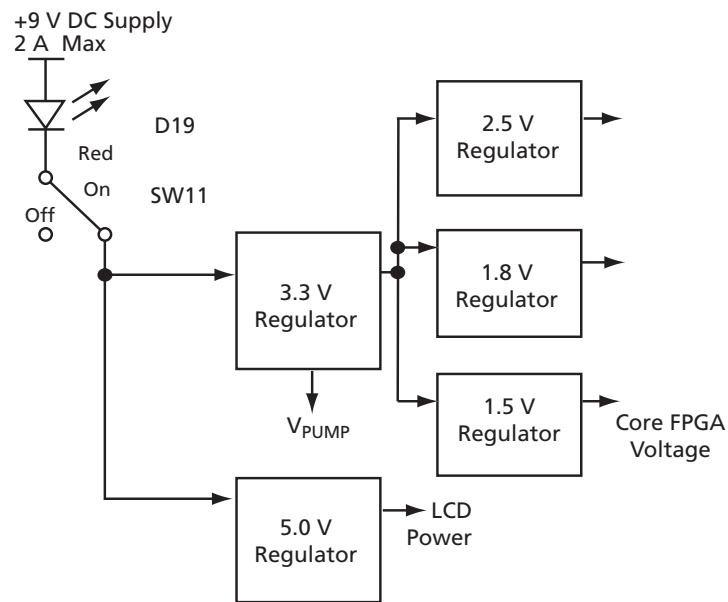 +9 V DC Supply
2 A Max
D19
Red
On
SW11
Off
2.5 V
Regulator
3.3 V
Regulator
1.8 V
Regulator
V_PUMP
1.5 V
Regulator
Core FPGA
Voltage
5.0 V
Regulator
LCD
Power